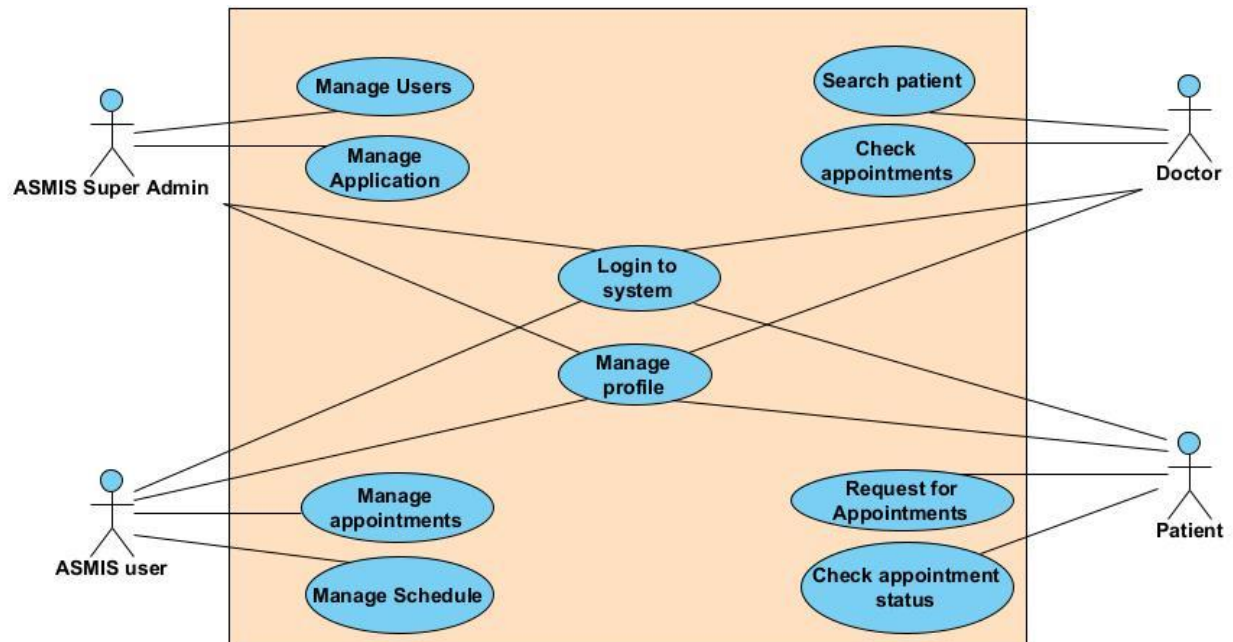 Manage Users
Search patient
Manage
Application
Check
appointments
ASMIS Super Admin
Doctor
Login to
system
Manage
profile
Manage
appointments
Request for
Appointments
ASMIS user
Patient
Manage Schedule
Check appointment
status